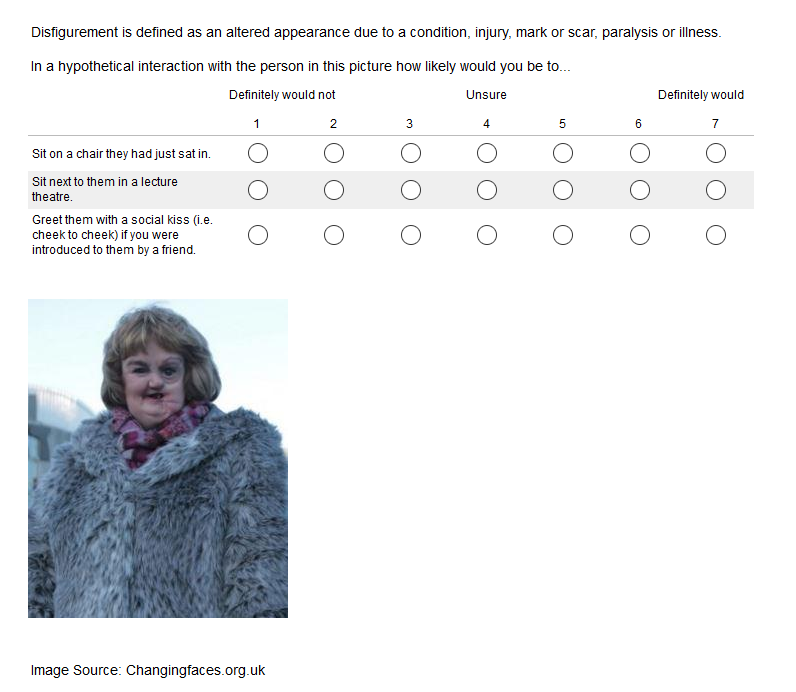 Disfigurement is defined as an altered appearance due to a condition, injury, mark or scar, paralysis or illness.
In a hypothetical interaction with the person in this picture how likely would you be to...
Definitely would not Unsure Definitely would
1 2 3 4 5 6 7
Sit on a chair they had just sat in.
Sit next to them in a lecture
theatre.
Greet them with a social kiss (i.e.
cheek to cheek) if you were
introduced to them by a friend.
Image Source: Changingfaces.org.uk